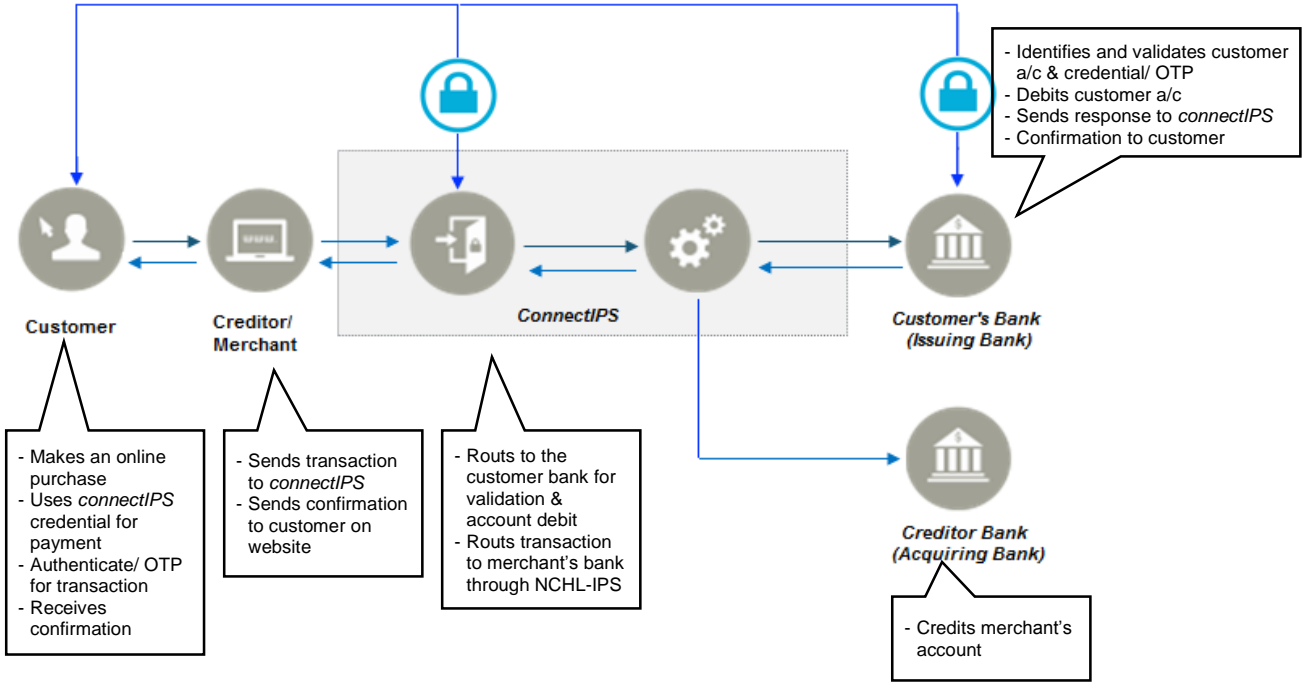 - Identifies and validates customer
a/c & credential/ OTP
- Debits customer a/c
- Sends response to connectIPS
- Confirmation to customer
www.
$
Customer
Creditor/
Merchant
ConnectIPS
Customer's Bank
(Issuing Bank)
- Makes an online
purchase
- Uses connectIPS
credential for
payment
- Authenticate/ OTP
for transaction
- Receives
confirmation
- Sends transaction
to connectIPS
- Sends confirmation
to customer on
website
- Routs to the
customer bank for
validation &
account debit
- Routs transaction
to merchant’s bank
through NCHL-IPS
$
Creditor Bank
(Acquiring Bank)
- Credits merchant’s
account